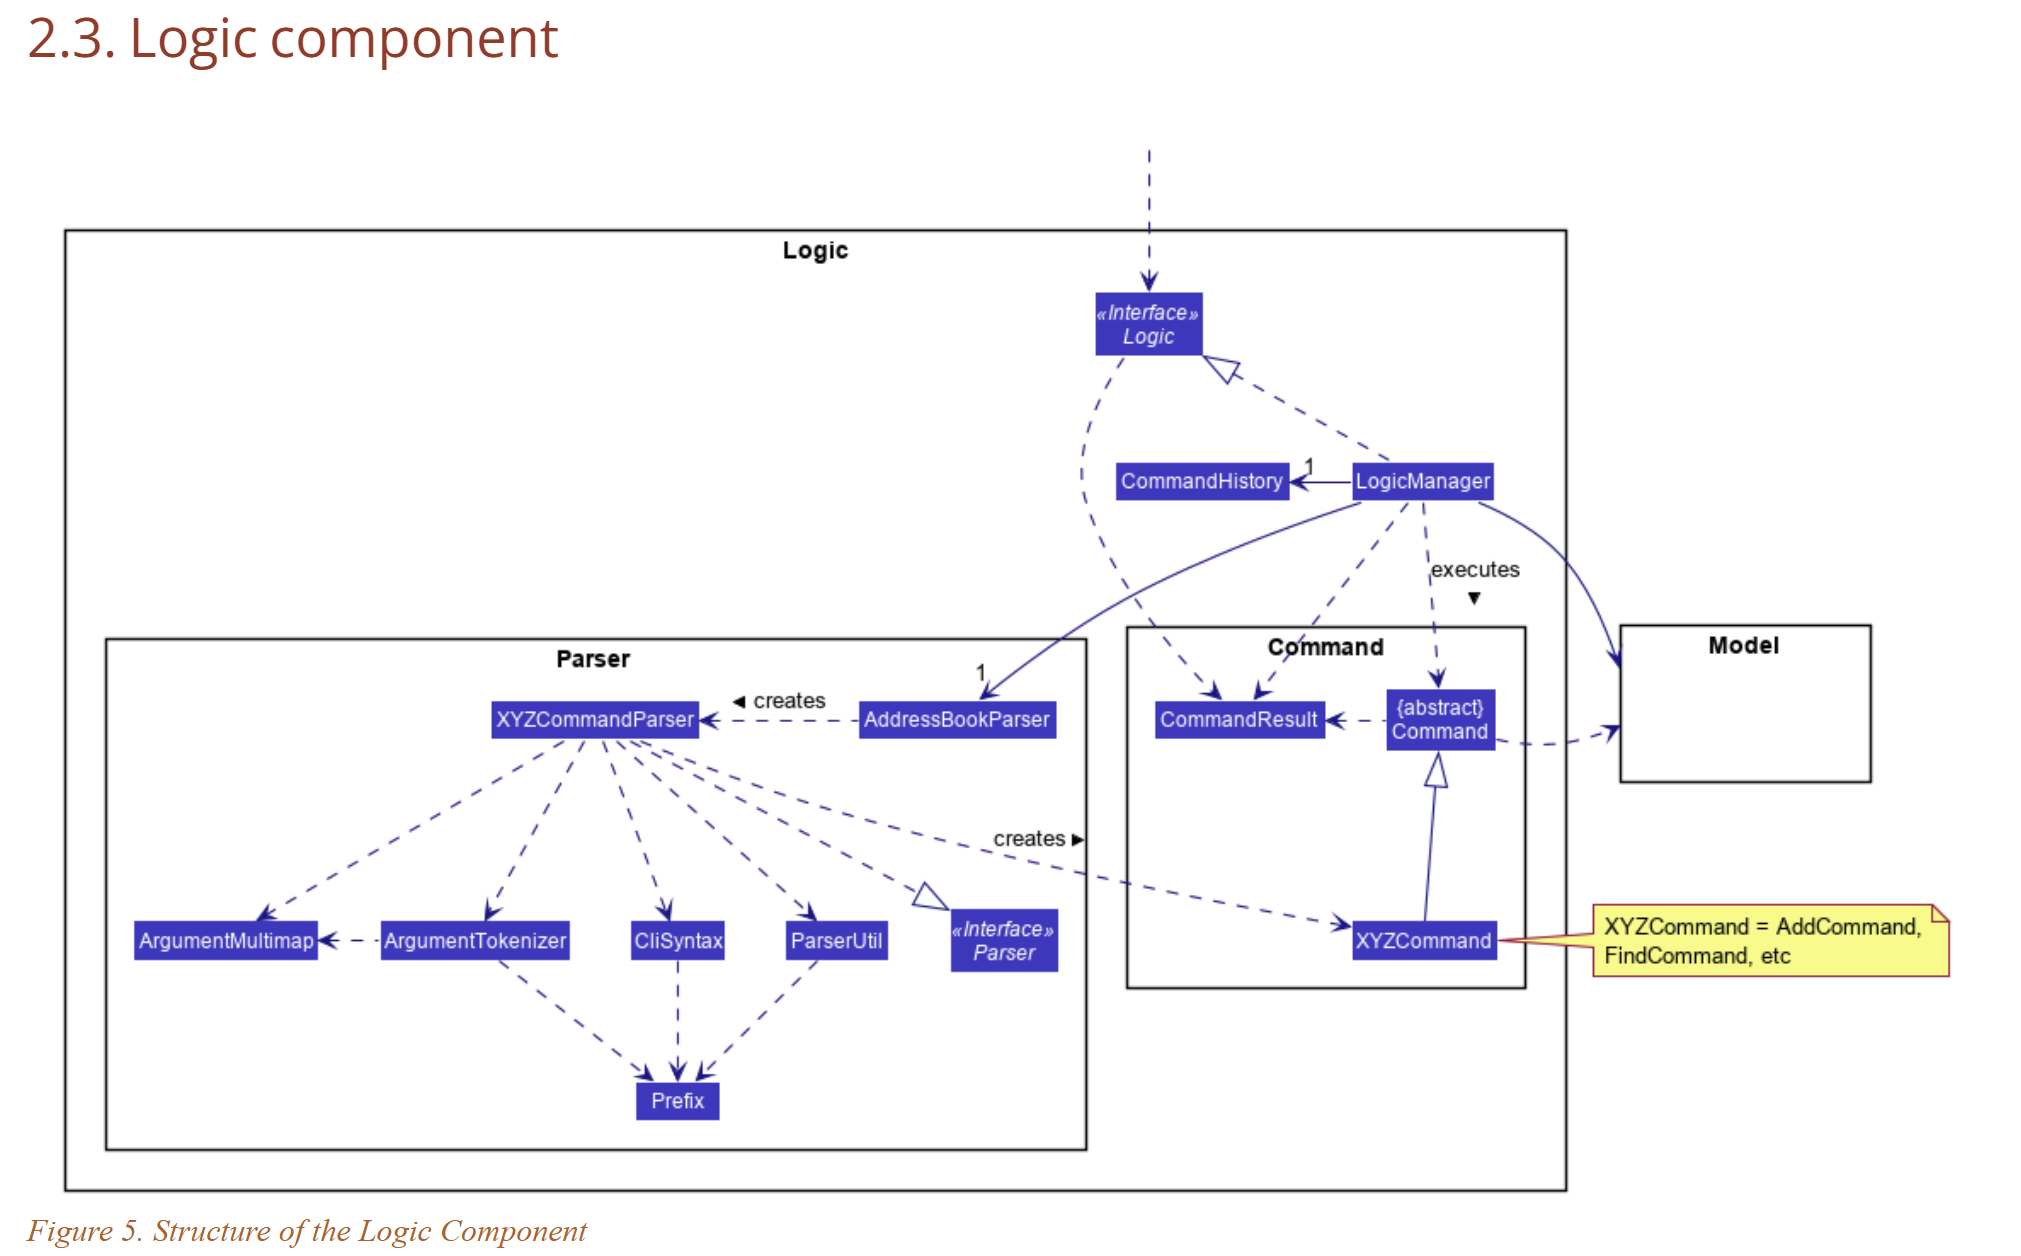 2.3. Logic component
Logic
«Interface»
Logic
CommandHistory
1
LogicManager
executes
▼
Parser
Command
Model
1
XYZCommandParser
◄ creates
AddressBookParser
CommandResult
{abstract}
Command
creates ►
ArgumentMultimap
ArgumentTokenizer
CliSyntax
ParserUtil
«Interface»
Parser
XYZCommand
XYZCommand = AddCommand,
FindCommand, etc
Prefix
Figure 5. Structure of the Logic Component